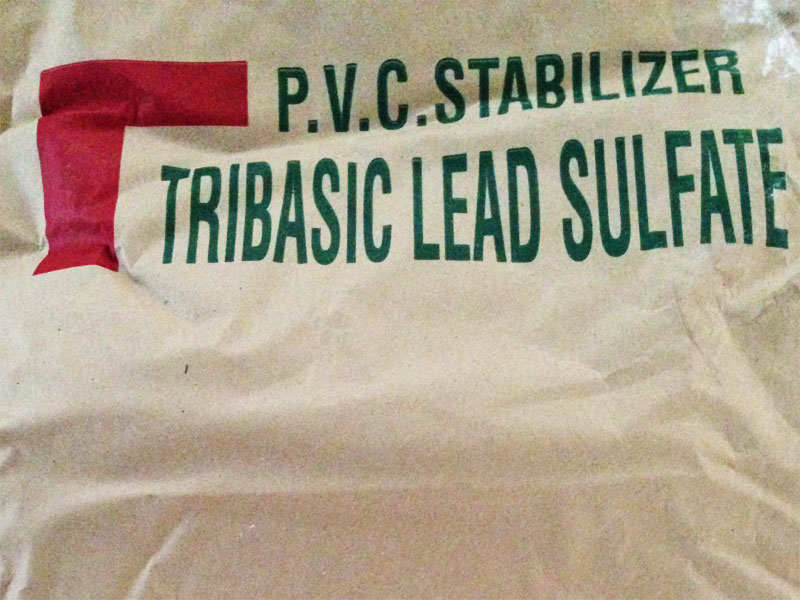 P.V.C.STABILIZER
TRIBASIC LEAD SULFATE